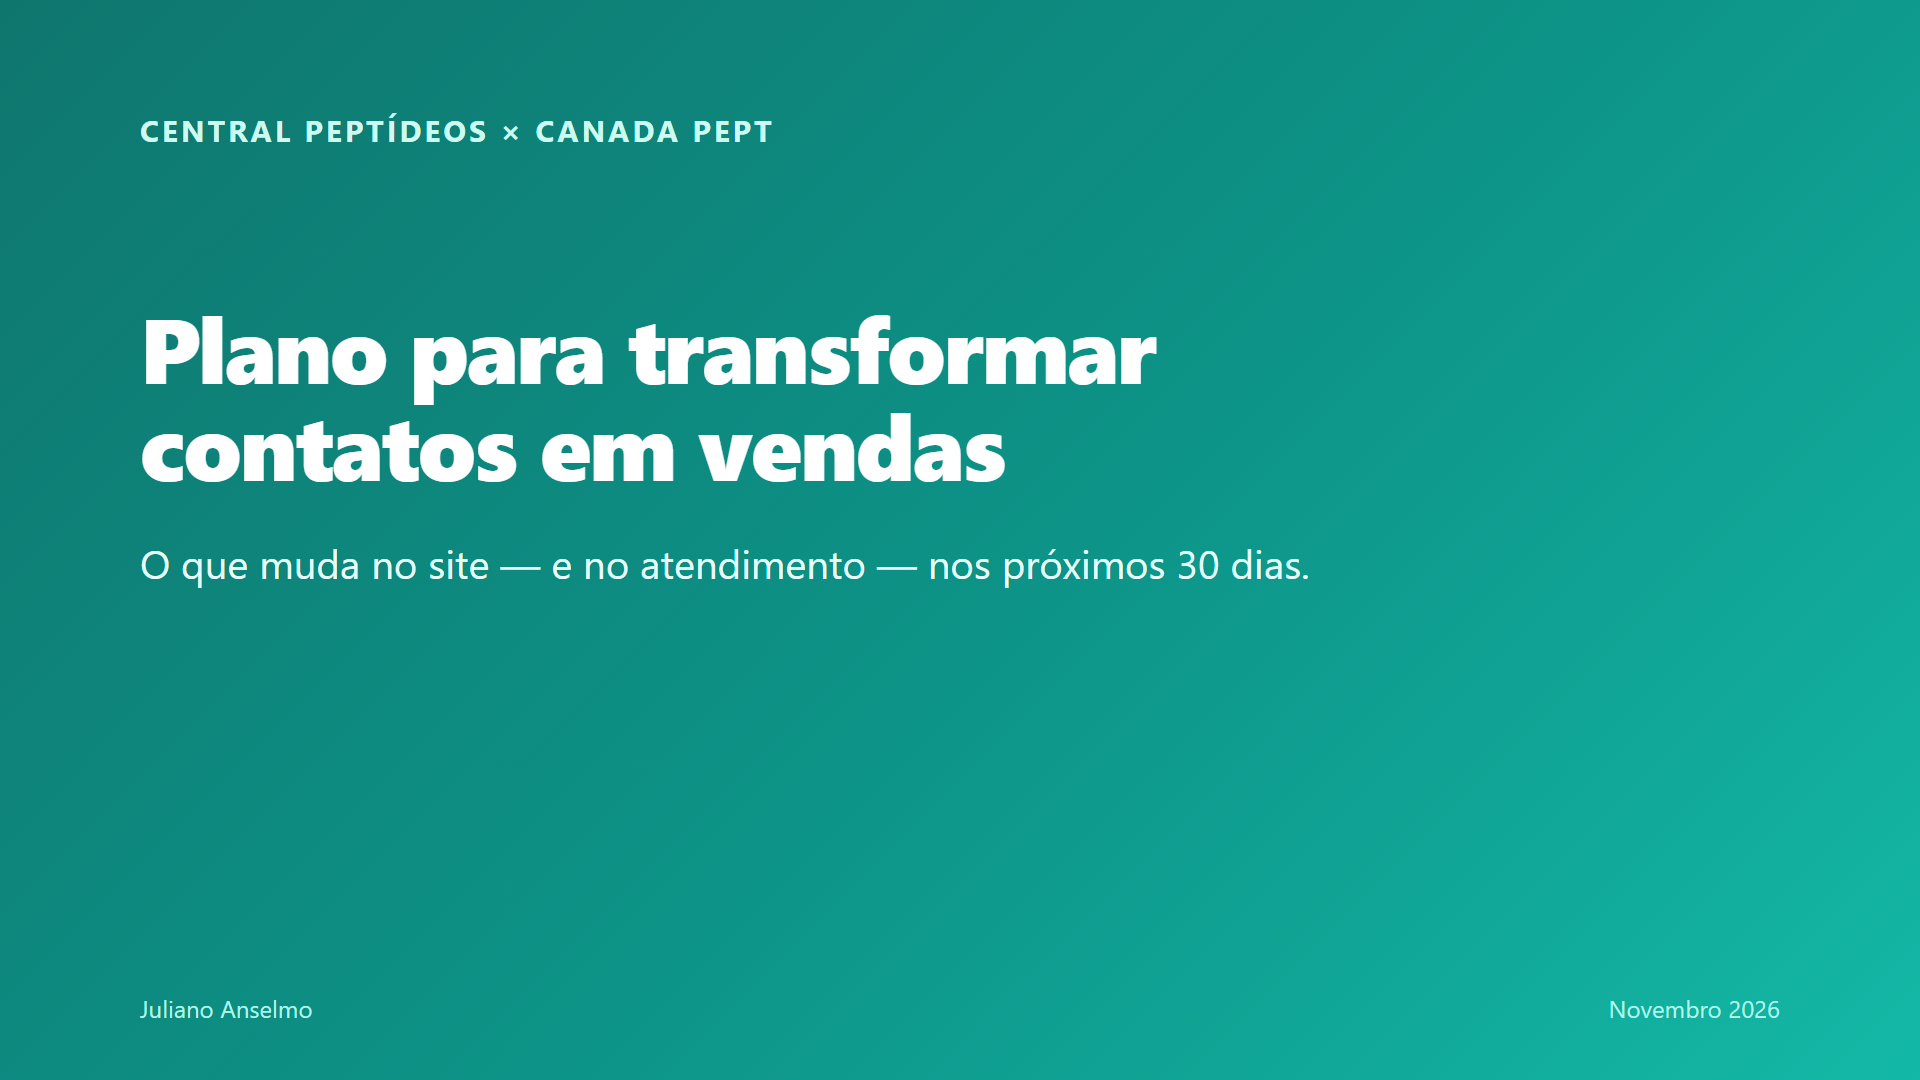 CENTRAL PEPTÍDEOS × CANADA PEPT
Plano para transformar
contatos em vendas
O que muda no site — e no atendimento — nos próximos 30 dias.
Juliano Anselmo
Novembro 2026